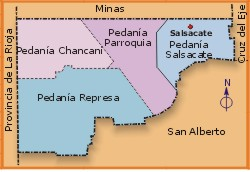 Minas
Cruz del Eje
Provincia de La Rioja
Salsacate
Pedanía
Salsacate
Pedanía
Parroquia
Pedanía Chancaní
Pedanía Represa
N
San Alberto